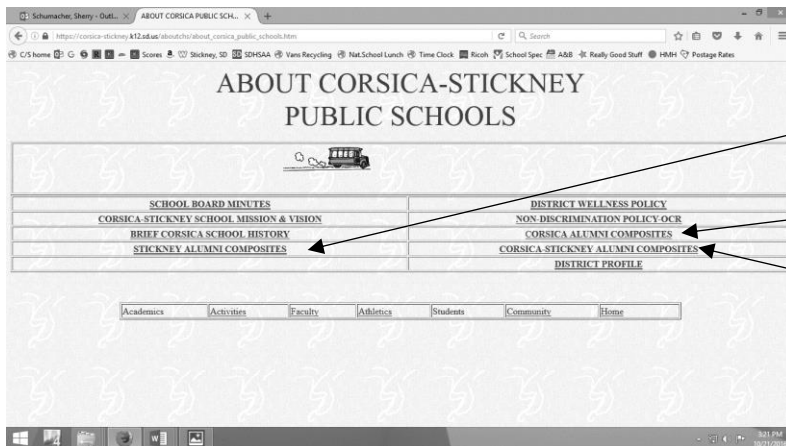 Schumacher, Sherry - Outl... ABOUT CORSICA PUBLIC SCH...
https://corsica-stickney.k12.sd.us/aboutchs/about_corsica_public_schools.htm Search
C/S home Scores Stickney, SD SDHSAA Vans Recycling Nat.School Lunch Time Clock Ricoh School Spec A&B Really Good Stuff HMH Postage Rates
ABOUT CORSICA-STICKNEY
PUBLIC SCHOOLS
SCHOOL BOARD MINUTES DISTRICT WELLNESS POLICY
CORSICA-STICKNEY SCHOOL MISSION & VISION NON-DISCRIMINATION POLICY-OCR
BRIEF CORSICA SCHOOL HISTORY CORSICA ALUMNI COMPOSITES
STICKNEY ALUMNI COMPOSITES CORSICA-STICKNEY ALUMNI COMPOSITES
DISTRICT PROFILE
Academics Activities Faculty Athletics Students Community Home
3:21 PM